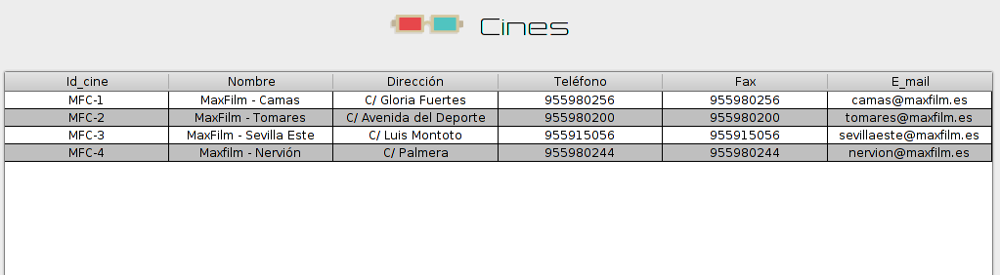 Cines
Id_cine Nombre Dirección Teléfono Fax E_mail
MFC-1 MaxFilm - Camas C/ Gloria Fuertes 955980256 955980256 camas@maxfilm.es
MFC-2 MaxFilm - Tomares C/ Avenida del Deporte 955980200 955980200 tomares@maxfilm.es
MFC-3 MaxFilm - Sevilla Este C/ Luis Montoto 955915056 955915056 sevillaeste@maxfilm.es
MFC-4 Maxfilm - Nervión C/ Palmera 955980244 955980244 nervion@maxfilm.es